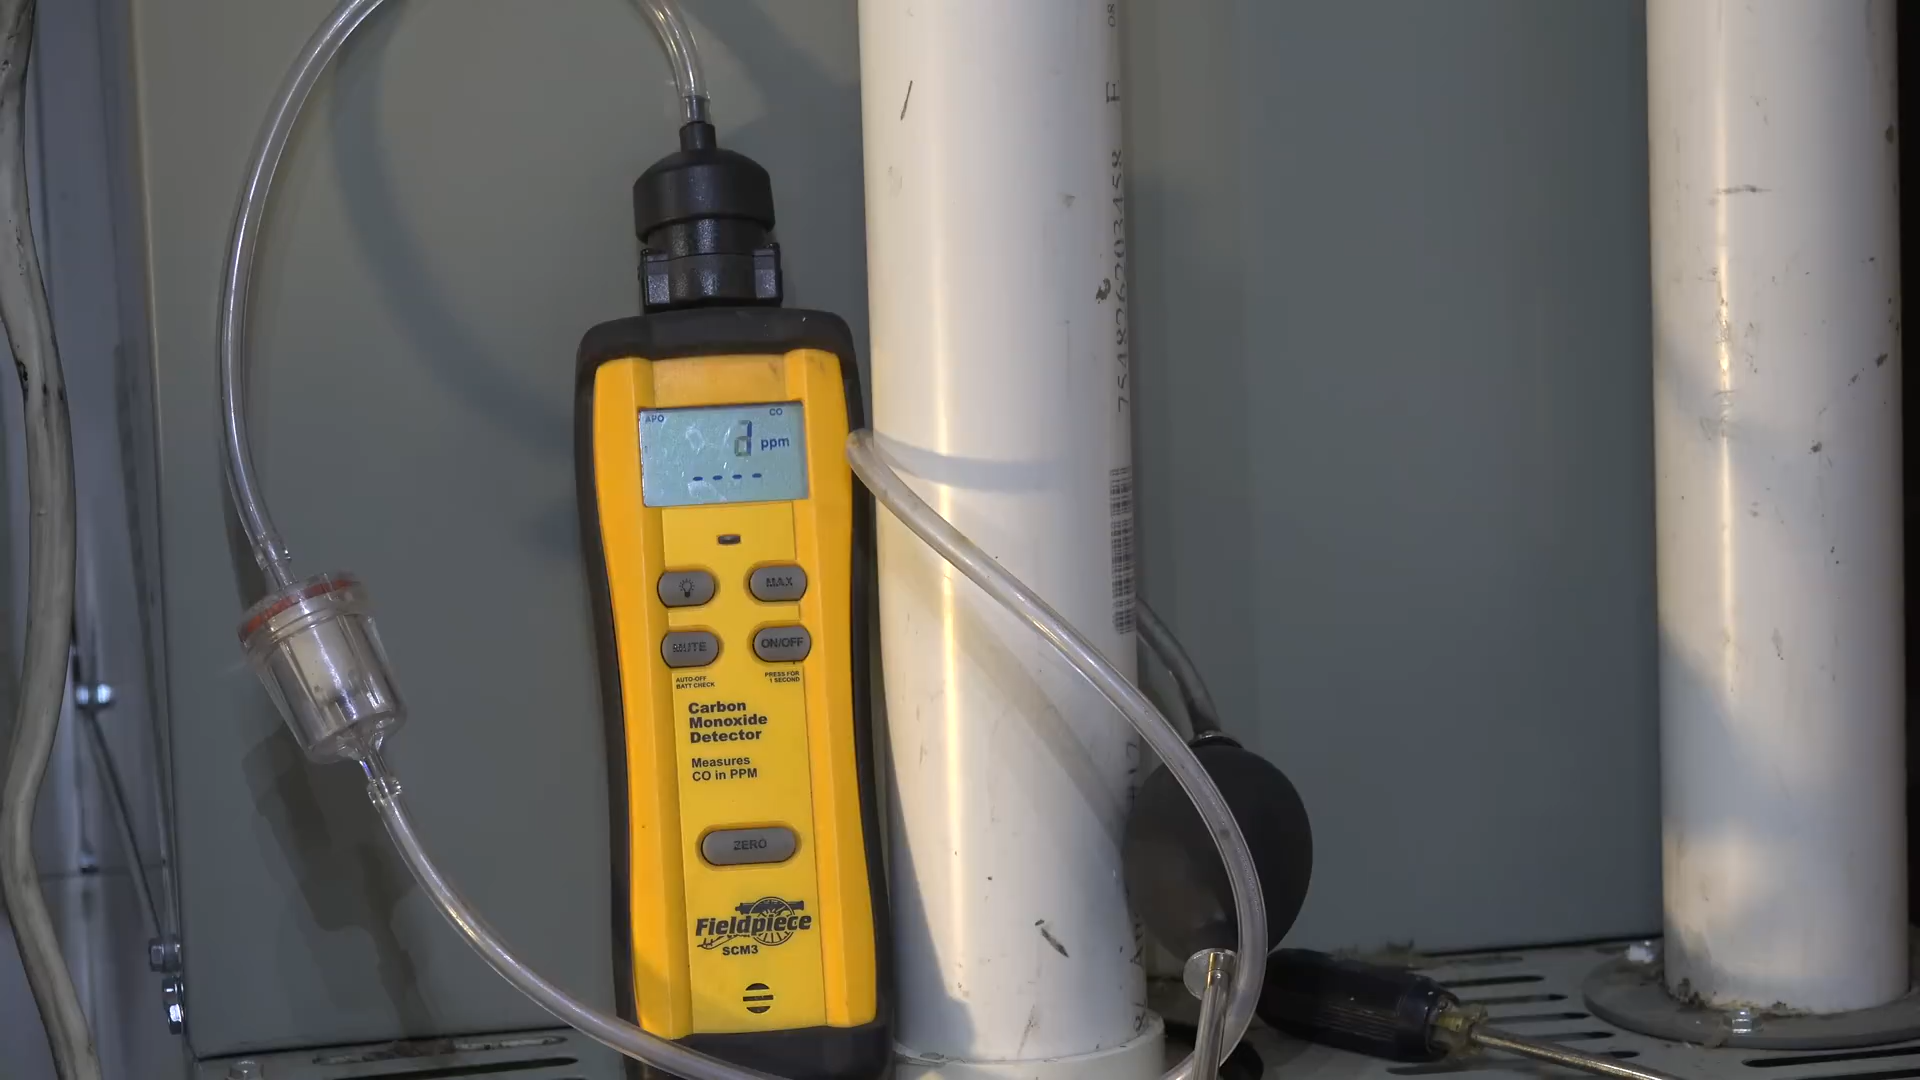 APO CO
ppm
- - - -
MAX
MUTE ON/OFF
AUTO-OFF
BATT CHECK
PRESS FOR
1 SECOND
Carbon
Monoxide
Detector
Measures
CO in PPM
ZERO
Fieldpiece
SCM3